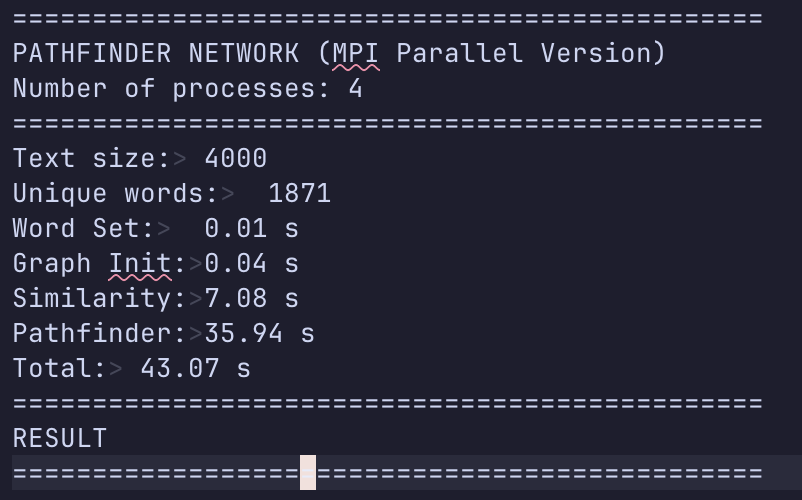 ===============================================
PATHFINDER NETWORK (MPI Parallel Version)
Number of processes: 4
===============================================
Text size:> 4000
Unique words:>  1871
Word Set:>  0.01 s
Graph Init:>0.04 s
Similarity:>7.08 s
Pathfinder:>35.94 s
Total:> 43.07 s
===============================================
RESULT
===============================================